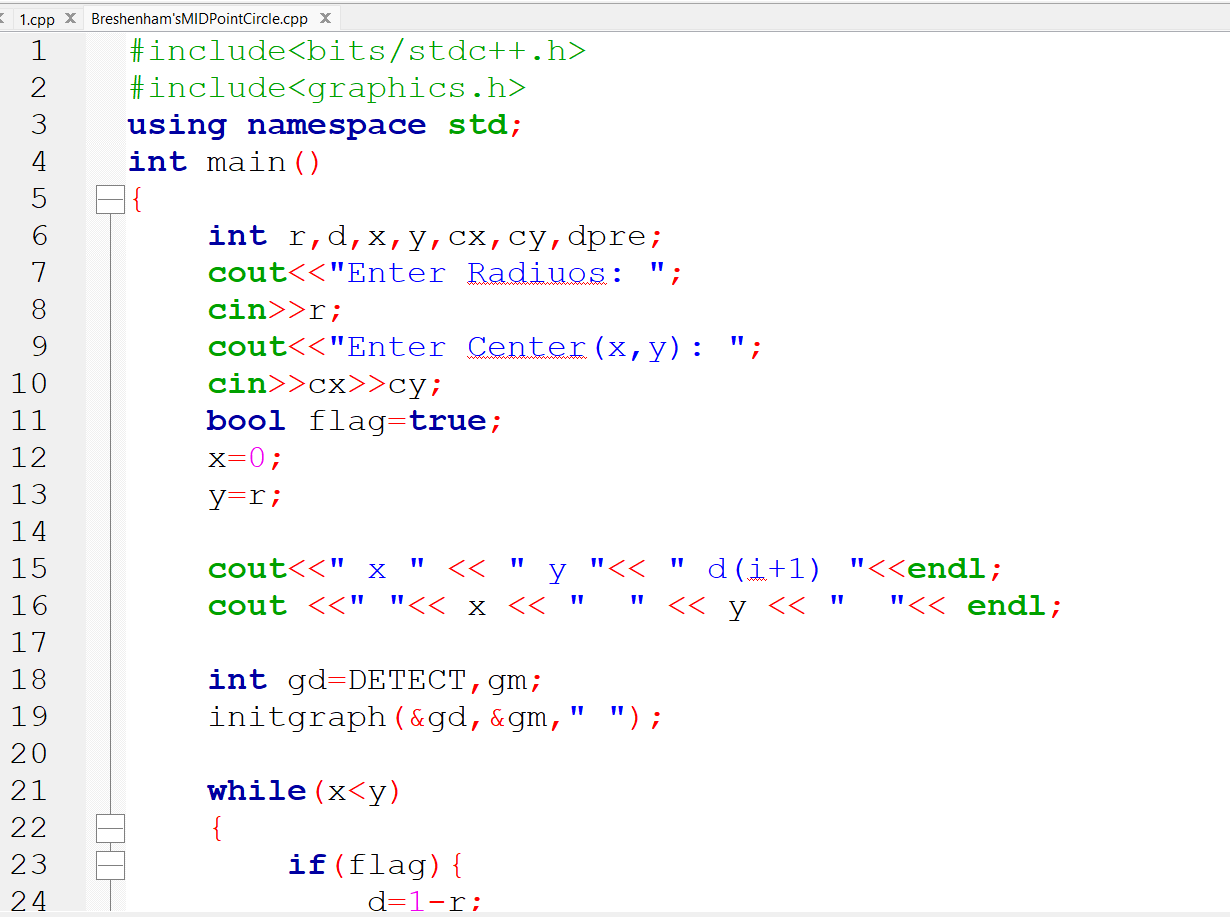 1.cpp Breshenham'sMIDPointCircle.cpp
1 #include<bits/stdc++.h>
2 #include<graphics.h>
3 using namespace std;
4 int main()
5 {
6 int r,d,x,y,cx,cy,dpre;
7 cout<<"Enter Radiuos: ";
8 cin>>r;
9 cout<<"Enter Center(x,y): ";
10 cin>>cx>>cy;
11 bool flag=true;
12 x=0;
13 y=r;
14
15 cout<<" x " << " y "<< " d(i+1) "<<endl;
16 cout <<" "<< x << "  " << y << "  "<< endl;
17
18 int gd=DETECT,gm;
19 initgraph(&gd,&gm," ");
20
21 while(x<y)
22 {
23 if(flag){
24 d=1-r;